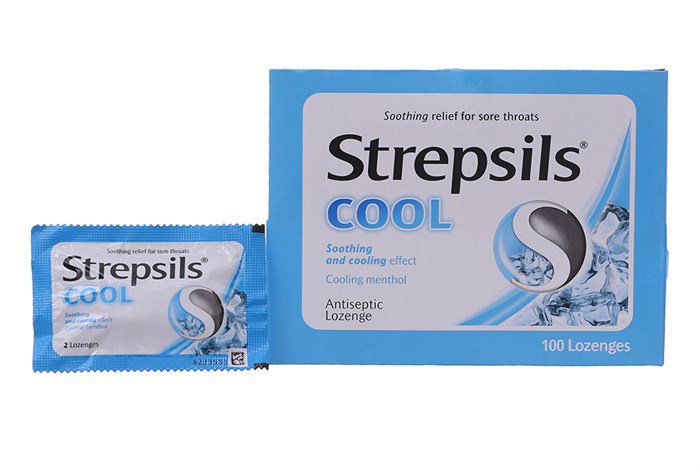 Soothing relief for sore throats
Strepsils®
COOL
Soothing
and cooling effect
Cooling menthol
Antiseptic
Lozenge
100 Lozenges
Soothing relief for sore throats
Strepsils®
COOL
Soothing
and cooling effect
Cooling menthol
2 Lozenges